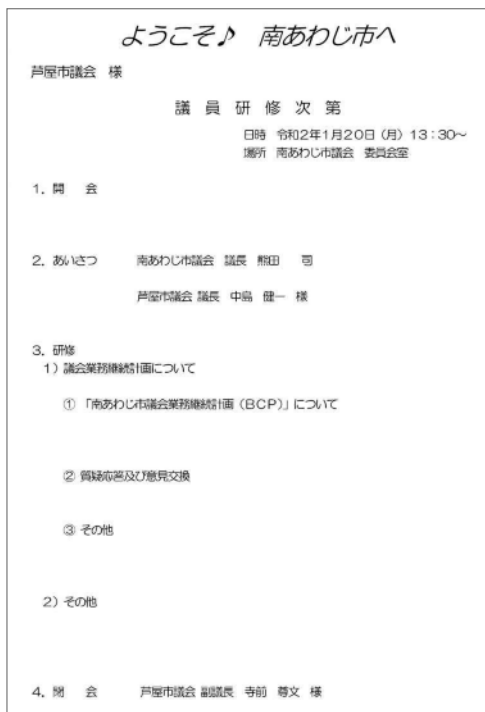 ようこそ♪　南あわじ市へ
芦屋市議会　様
議　員　研　修　次　第
日時　令和2年1月20日（月）13：30～
場所　南あわじ市議会　委員会室
1．開　会
2．あいさつ　南あわじ市議会　議長　熊田　司
芦屋市議会　議長　中島　健一　様
3．研修
1）議会業務継続計画について
①「南あわじ市議会業務継続計画（BCP）」について
② 質疑応答及び意見交換
③ その他
2）その他
4．閉　会　芦屋市議会　副議長　寺前　尊文　様